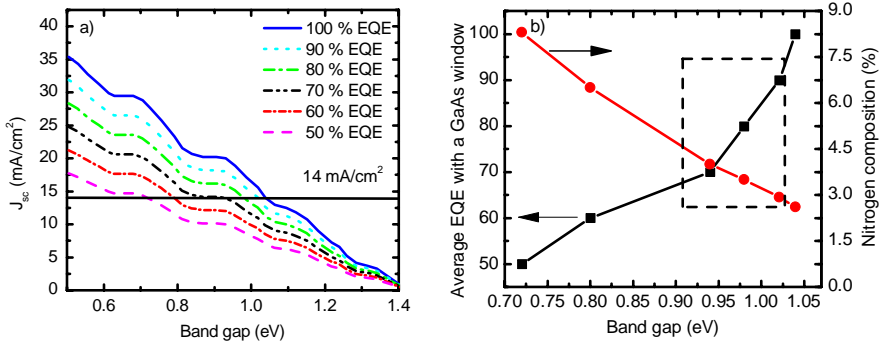 a)
100 % EQE
90 % EQE
80 % EQE
70 % EQE
60 % EQE
50 % EQE
14 mA/cm²
40
35
30
25
20
15
10
5
0
J_sc (mA/cm²)
0.6 0.8 1.0 1.2 1.4
Band gap (eV)
b)
100
90
80
70
60
50
Average EQE with a GaAs window
9.0
7.5
6.0
4.5
3.0
1.5
0.0
Nitrogen composition (%)
0.70 0.75 0.80 0.85 0.90 0.95 1.00 1.05
Band gap (eV)